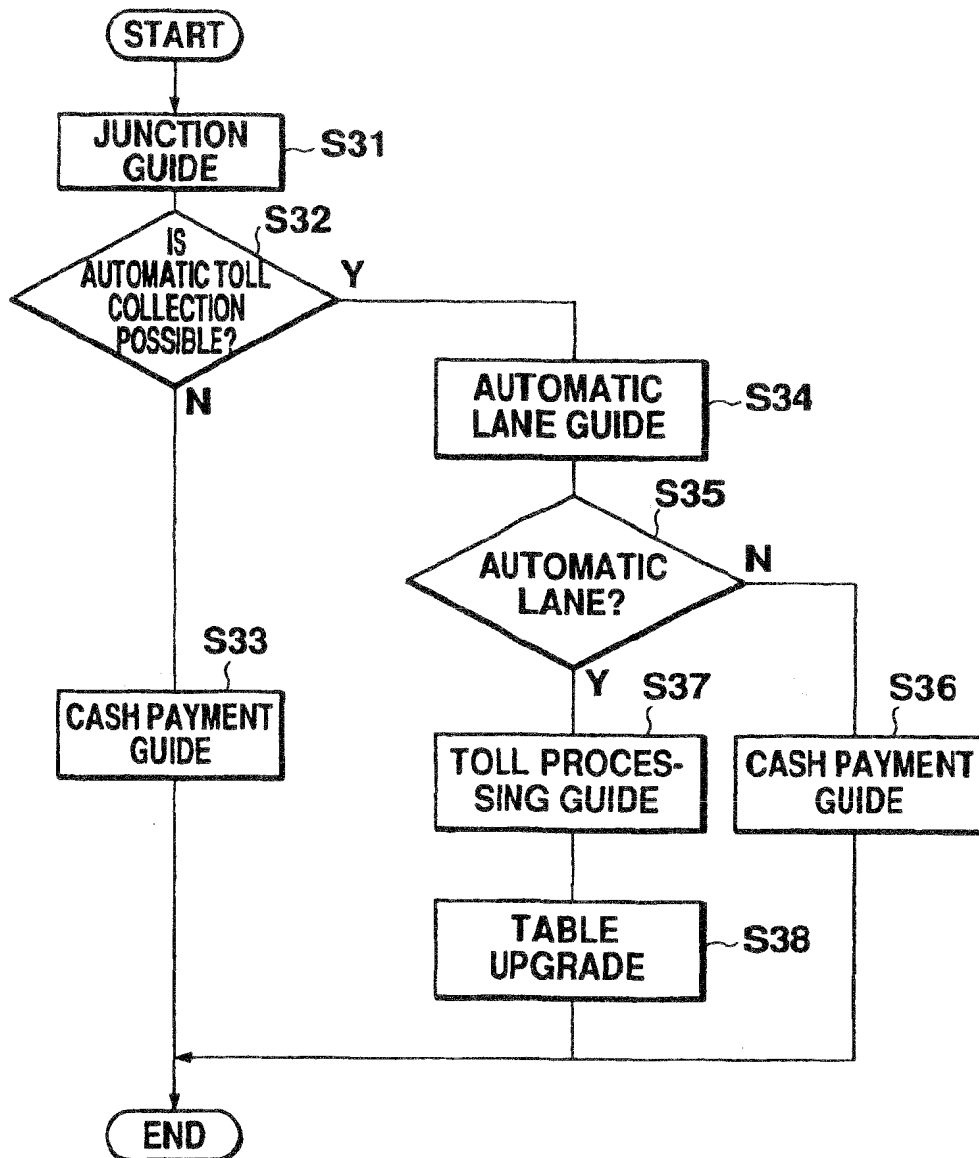 START
JUNCTION
GUIDE
S31
S32
IS
AUTOMATIC TOLL
COLLECTION
POSSIBLE?
Y
N
AUTOMATIC
LANE GUIDE
S34
S35
AUTOMATIC
LANE?
N
Y
S33
CASH PAYMENT
GUIDE
S37
TOLL PROCES-
SING GUIDE
S36
CASH PAYMENT
GUIDE
TABLE
UPGRADE
S38
END